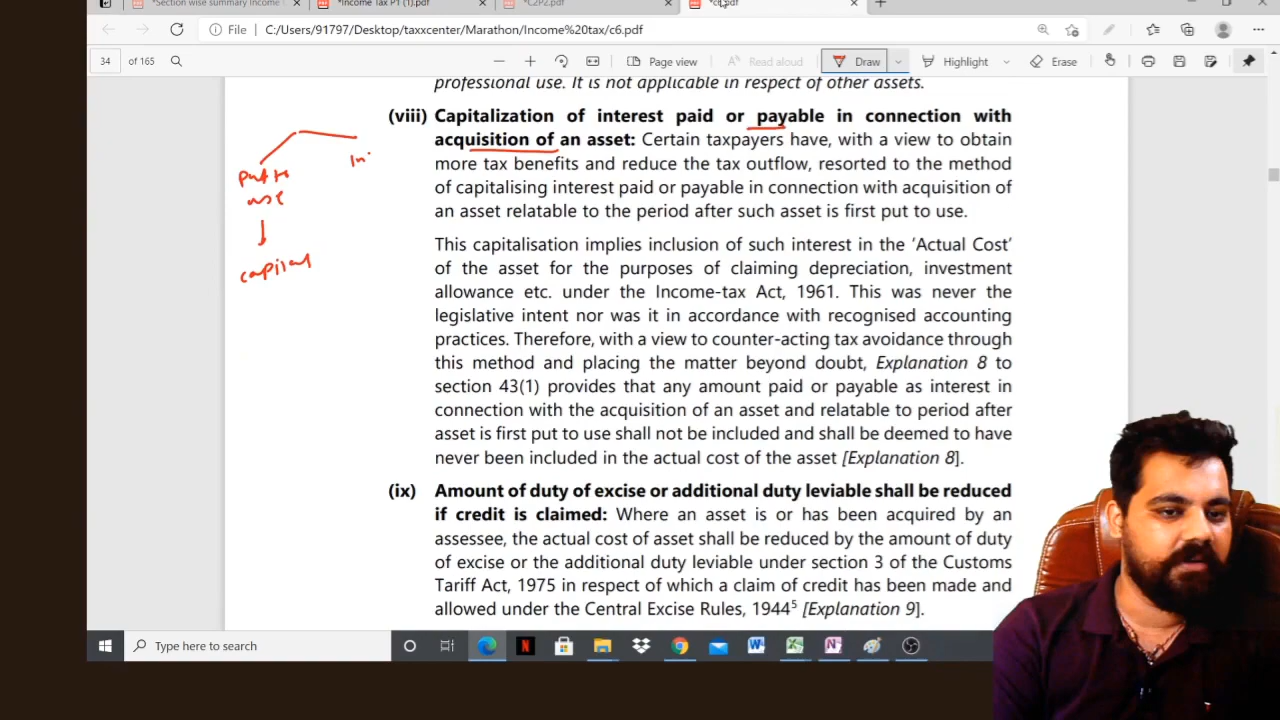 *Section wise summary Income
*Income Tax P1 (1).pdf
*C2P2.pdf
File
C:/Users/91797/Desktop/taxxcenter/Marathon/Income%20tax/c6.pdf
34 of 165
Page view
Read aloud
Draw
Highlight
Erase
professional use. It is not applicable in respect of other assets.
(viii) Capitalization of interest paid or payable in connection with
acquisition of an asset: Certain taxpayers have, with a view to obtain
more tax benefits and reduce the tax outflow, resorted to the method
of capitalising interest paid or payable in connection with acquisition of
an asset relatable to the period after such asset is first put to use.
put to
use
In
capital
This capitalisation implies inclusion of such interest in the ‘Actual Cost’
of the asset for the purposes of claiming depreciation, investment
allowance etc. under the Income-tax Act, 1961. This was never the
legislative intent nor was it in accordance with recognised accounting
practices. Therefore, with a view to counter-acting tax avoidance through
this method and placing the matter beyond doubt, Explanation 8 to
section 43(1) provides that any amount paid or payable as interest in
connection with the acquisition of an asset and relatable to period after
asset is first put to use shall not be included and shall be deemed to have
never been included in the actual cost of the asset [Explanation 8].
(ix) Amount of duty of excise or additional duty leviable shall be reduced
if credit is claimed: Where an asset is or has been acquired by an
assessee, the actual cost of asset shall be reduced by the amount of duty
of excise or the additional duty leviable under section 3 of the Customs
Tariff Act, 1975 in respect of which a claim of credit has been made and
allowed under the Central Excise Rules, 1944⁵ [Explanation 9].
Type here to search